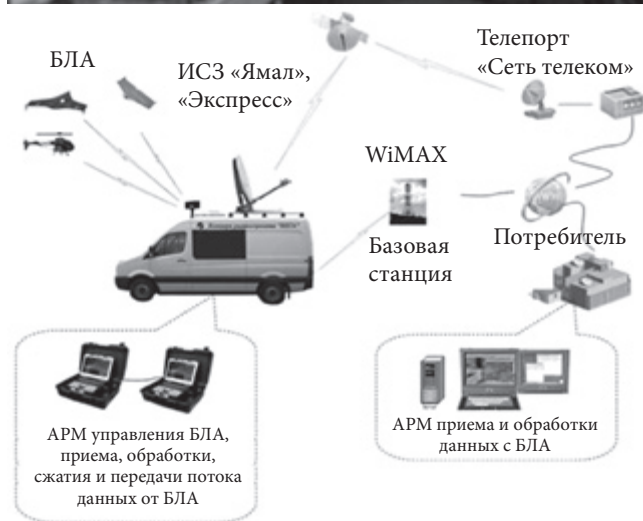 БЛА
ИСЗ «Ямал»,
«Экспресс»
Телепорт
«Сеть телеком»
WiMAX
Базовая
станция
Потребитель
АРМ управления БЛА,
приема, обработки,
сжатия и передачи потока
данных от БЛА
АРМ приема и обработки
данных с БЛА